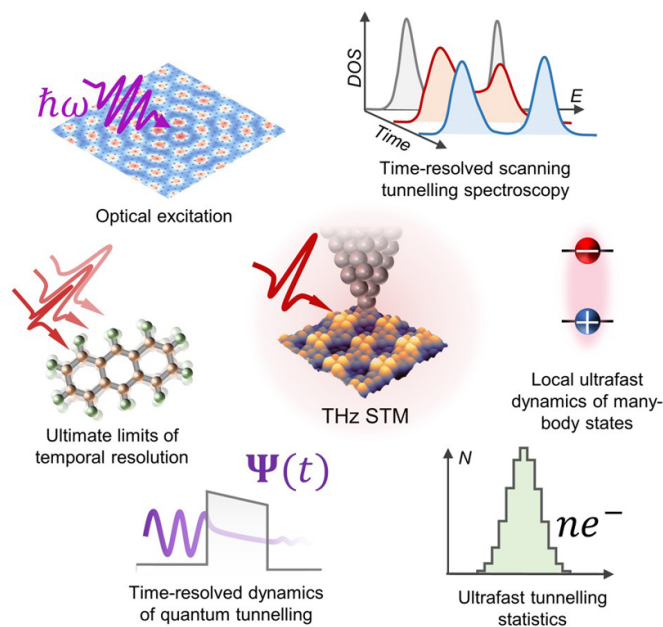 ħω
Optical excitation
DOS
E
Time
Time-resolved scanning
tunnelling spectroscopy
Ultimate limits of
temporal resolution
THz STM
−
+
Local ultrafast
dynamics of many-
body states
Ψ(t)
Time-resolved dynamics
of quantum tunnelling
N
ne⁻
Ultrafast tunnelling
statistics